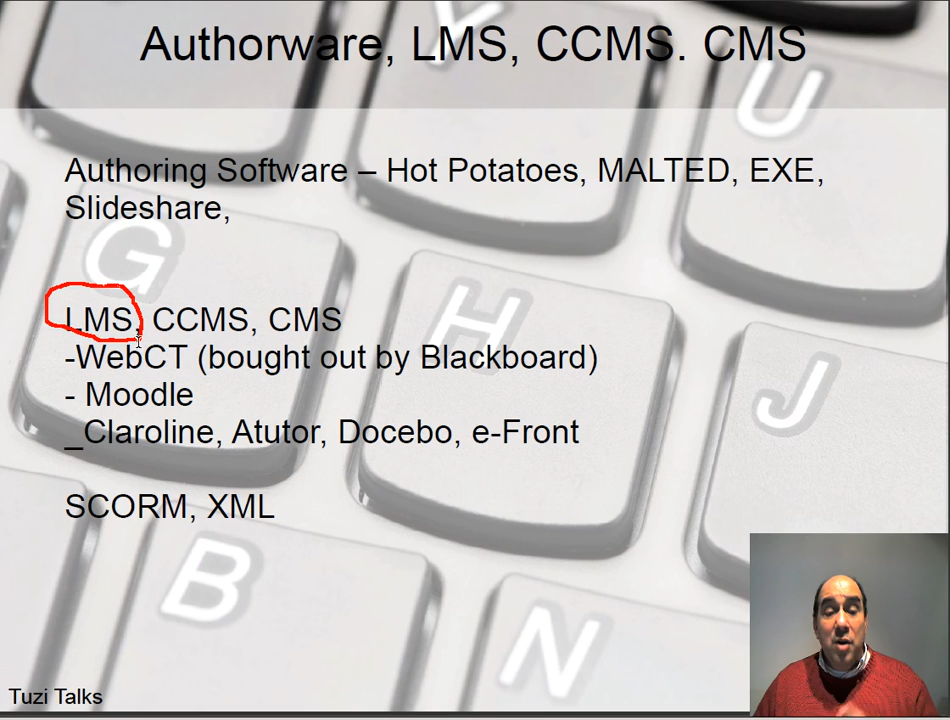 Authorware, LMS, CCMS. CMS
Authoring Software – Hot Potatoes, MALTED, EXE,
Slideshare,
LMS, CCMS, CMS
-WebCT (bought out by Blackboard)
- Moodle
_Claroline, Atutor, Docebo, e-Front
SCORM, XML
Tuzi Talks
Y
U
G
H
J
B
N